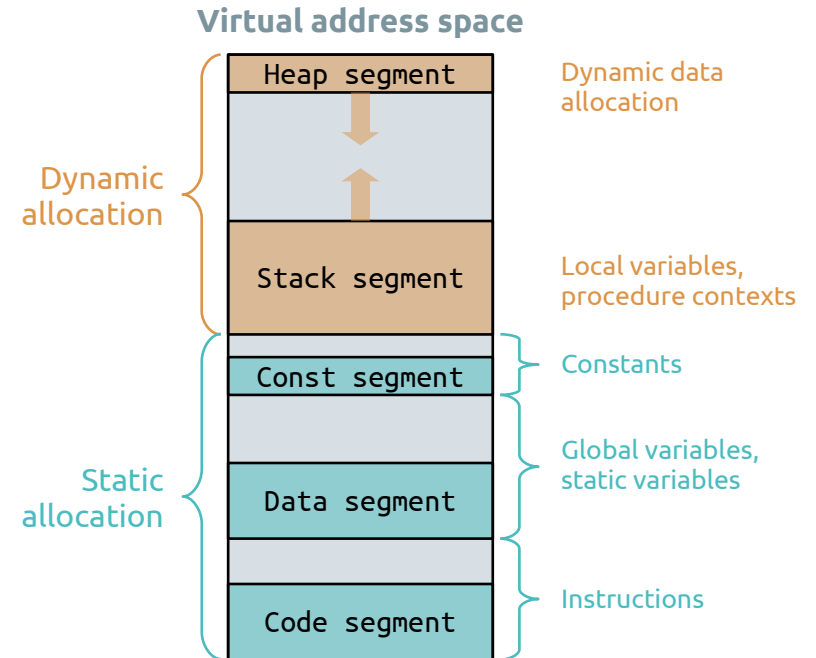 Virtual address space
Heap segment
Dynamic data
allocation
Dynamic
allocation
Stack segment
Local variables,
procedure contexts
Const segment
Constants
Global variables,
static variables
Static
allocation
Data segment
Instructions
Code segment